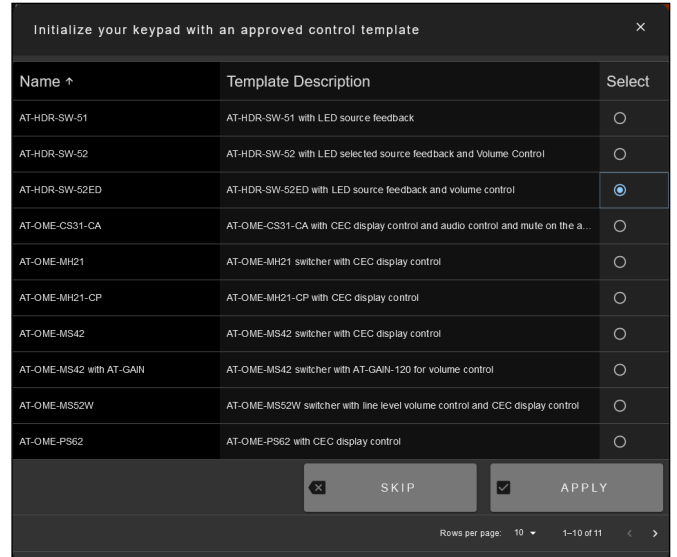 Initialize your keypad with an approved control template
Name ↑ Template Description Select
AT-HDR-SW-51 AT-HDR-SW-51 with LED source feedback
AT-HDR-SW-52 AT-HDR-SW-52 with LED selected source feedback and Volume Control
AT-HDR-SW-52ED AT-HDR-SW-52ED with LED source feedback and volume control
AT-OME-CS31-CA AT-OME-CS31-CA with CEC display control and audio control and mute on the a...
AT-OME-MH21 AT-OME-MH21 switcher with CEC display control
AT-OME-MH21-CP AT-OME-MH21-CP with CEC display control
AT-OME-MS42 AT-OME-MS42 switcher with CEC display control
AT-OME-MS42 with AT-GAIN AT-OME-MS42 switcher with AT-GAIN-120 for volume control
AT-OME-MS52W AT-OME-MS52W switcher with line level volume control and CEC display control
AT-OME-PS62 AT-OME-PS62 with CEC display control
SKIP APPLY
Rows per page: 10 1–10 of 11